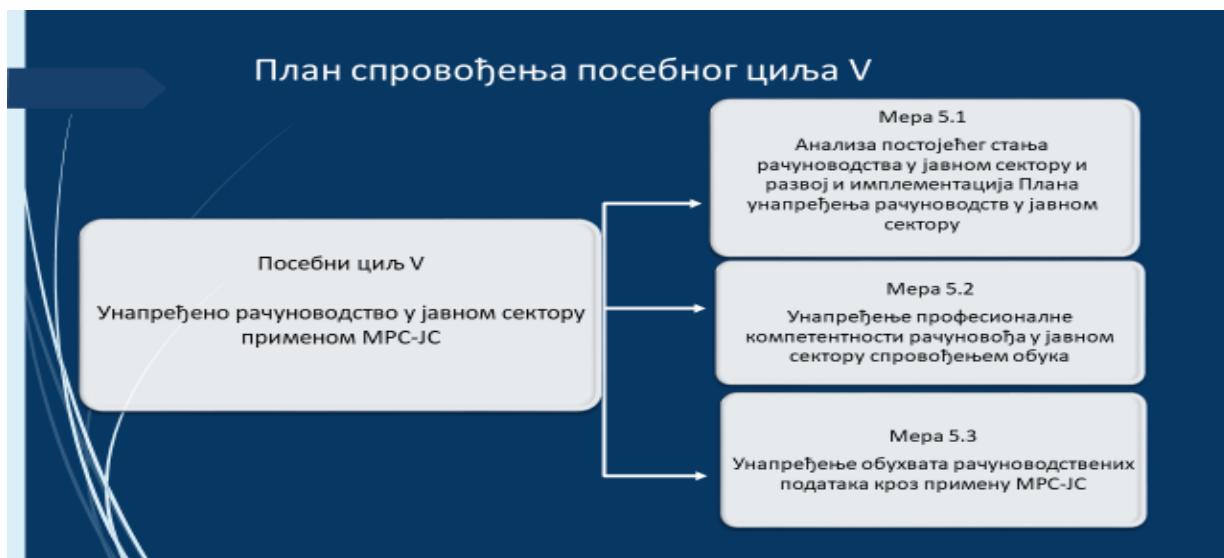 План спровођења посебног циља V
Посебни циљ V
Унапређено рачуноводство у јавном сектору
применом МРС-ЈС
Мера 5.1
Анализа постојећег стања
рачуноводства у јавном сектору и
развој и имплементација Плана
унапређења рачуноводств у јавном
сектору
Мера 5.2
Унапређење професионалне
компетентности рачуновођа у јавном
сектору спровођењем обука
Мера 5.3
Унапређење обухвата рачуноводствених
података кроз примену МРС-ЈС